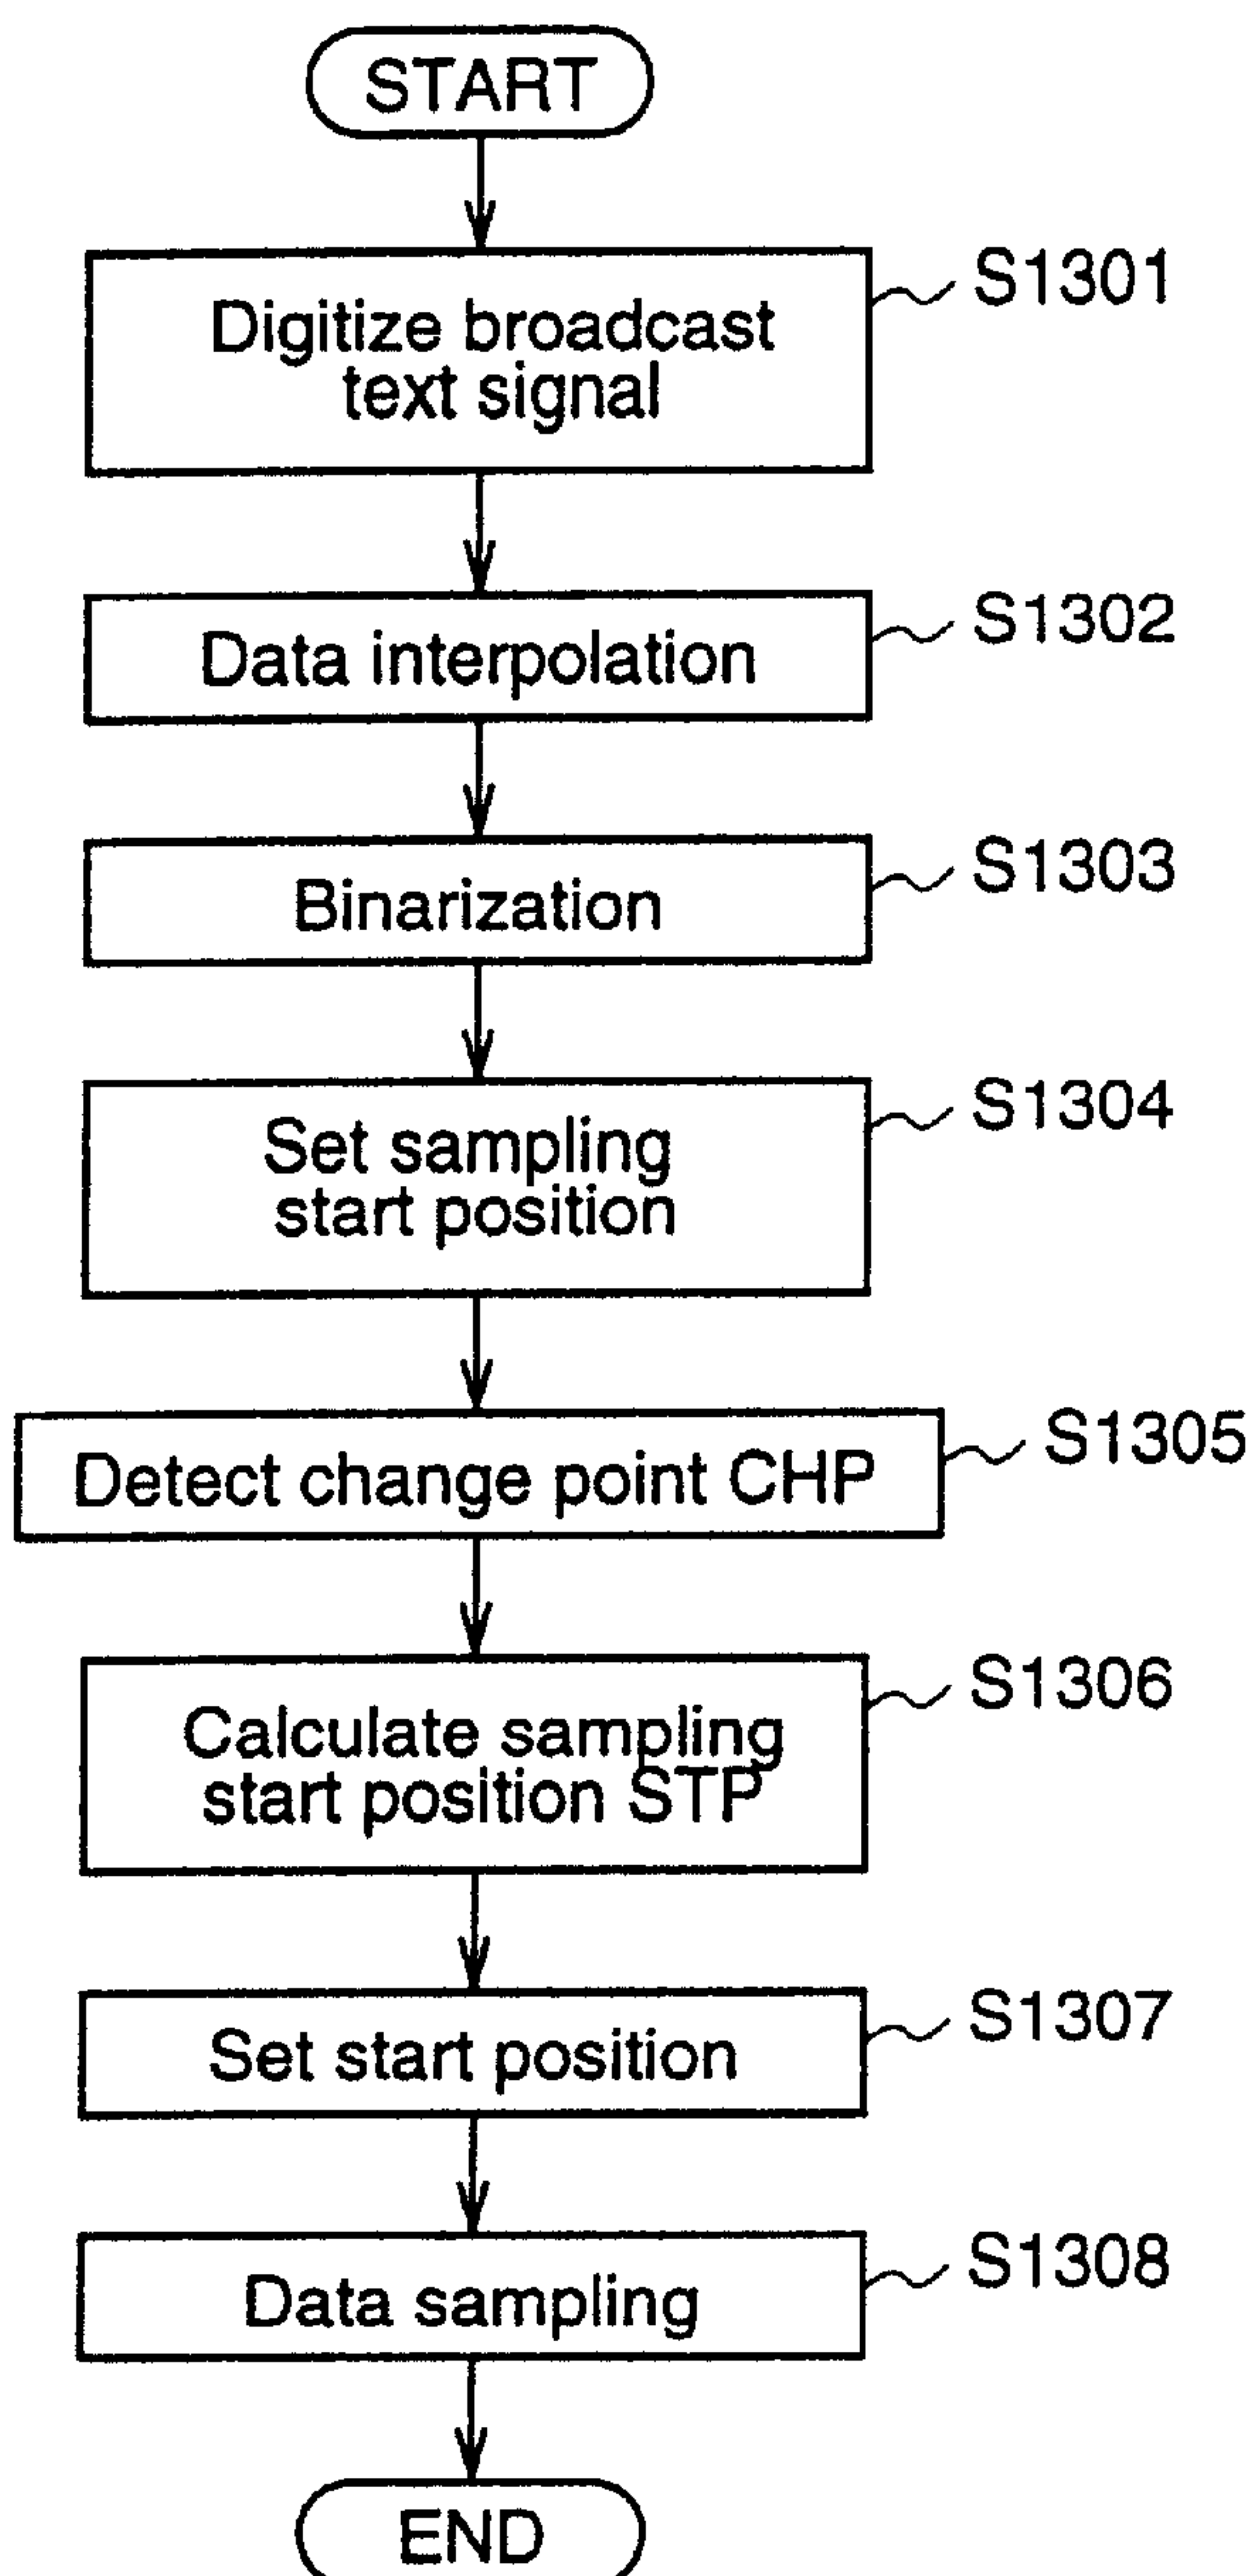 START
Digitize broadcast
text signal
S1301
Data interpolation
S1302
Binarization
S1303
Set sampling
start position
S1304
Detect change point CHP
S1305
Calculate sampling
start position STP
S1306
Set start position
S1307
Data sampling
S1308
END